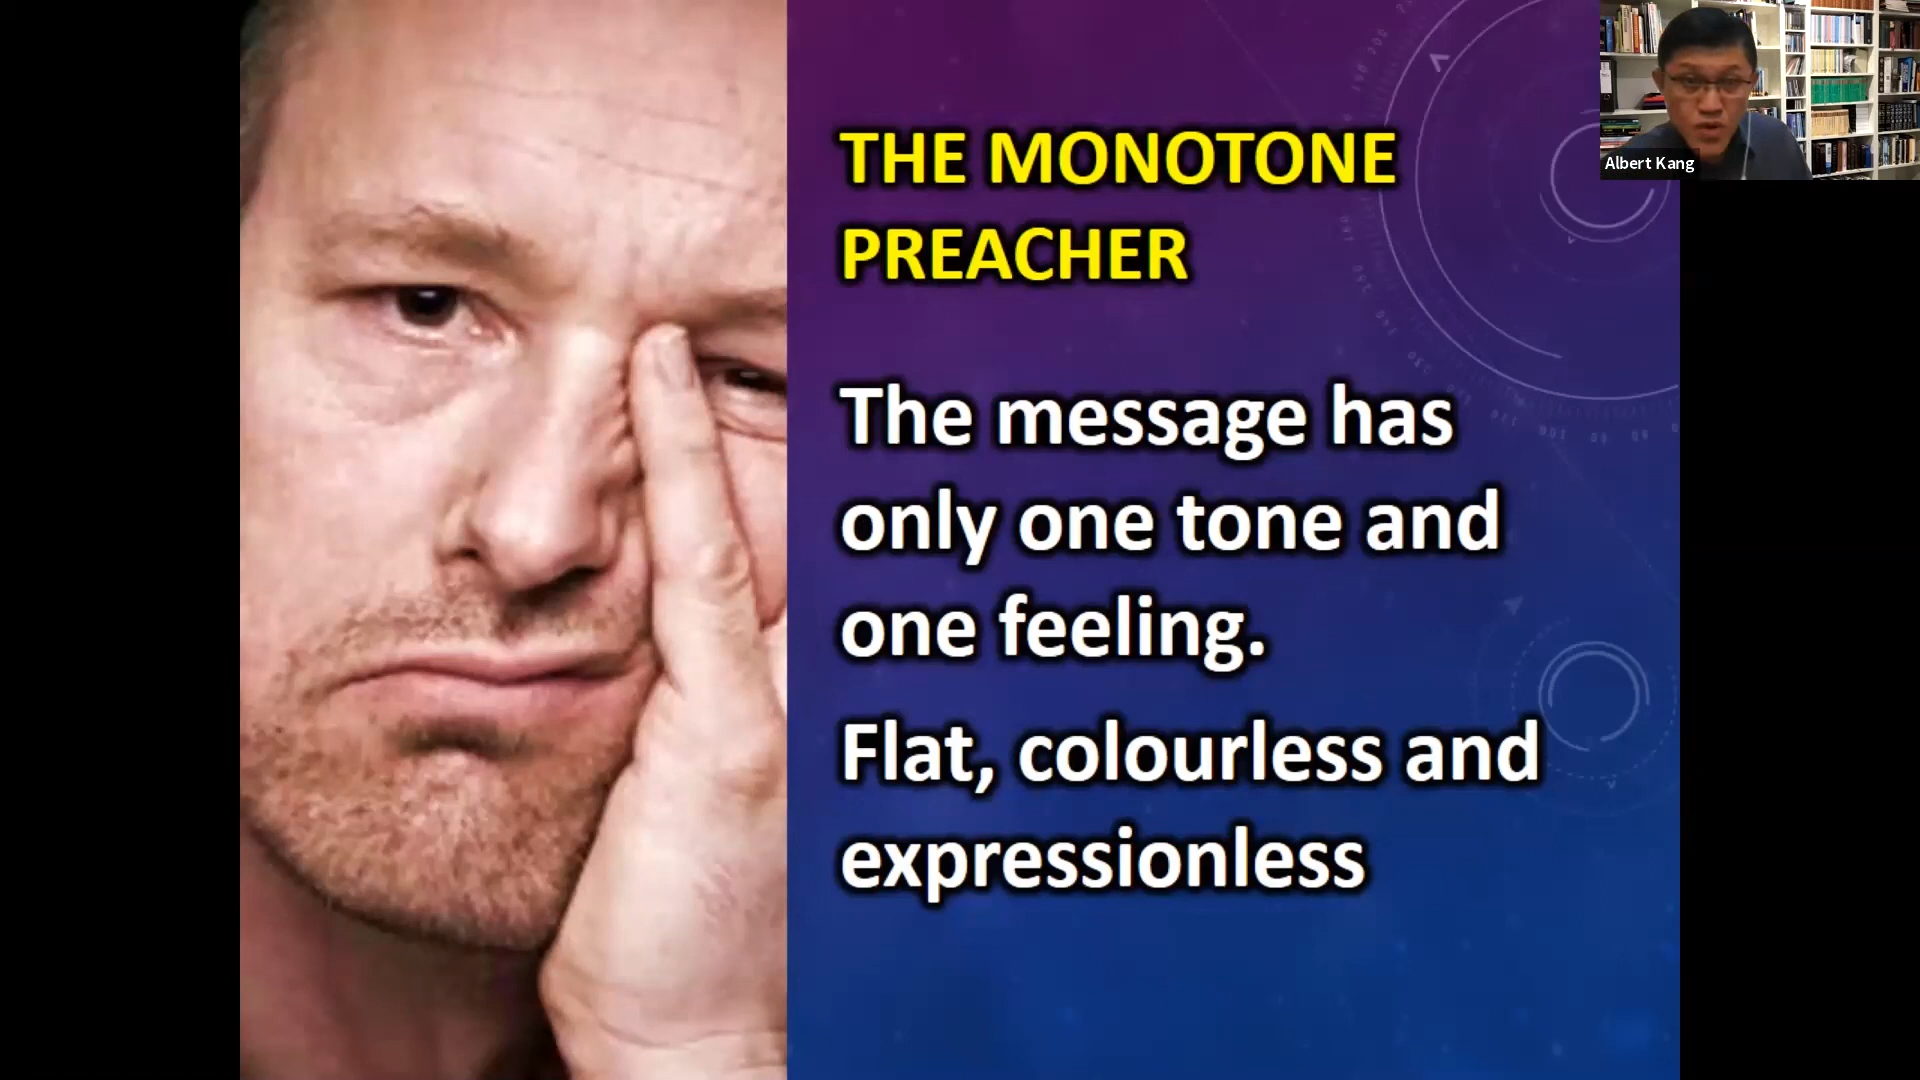 THE MONOTONE
PREACHER
The message has
only one tone and
one feeling.
Flat, colourless and
expressionless
Albert Kang